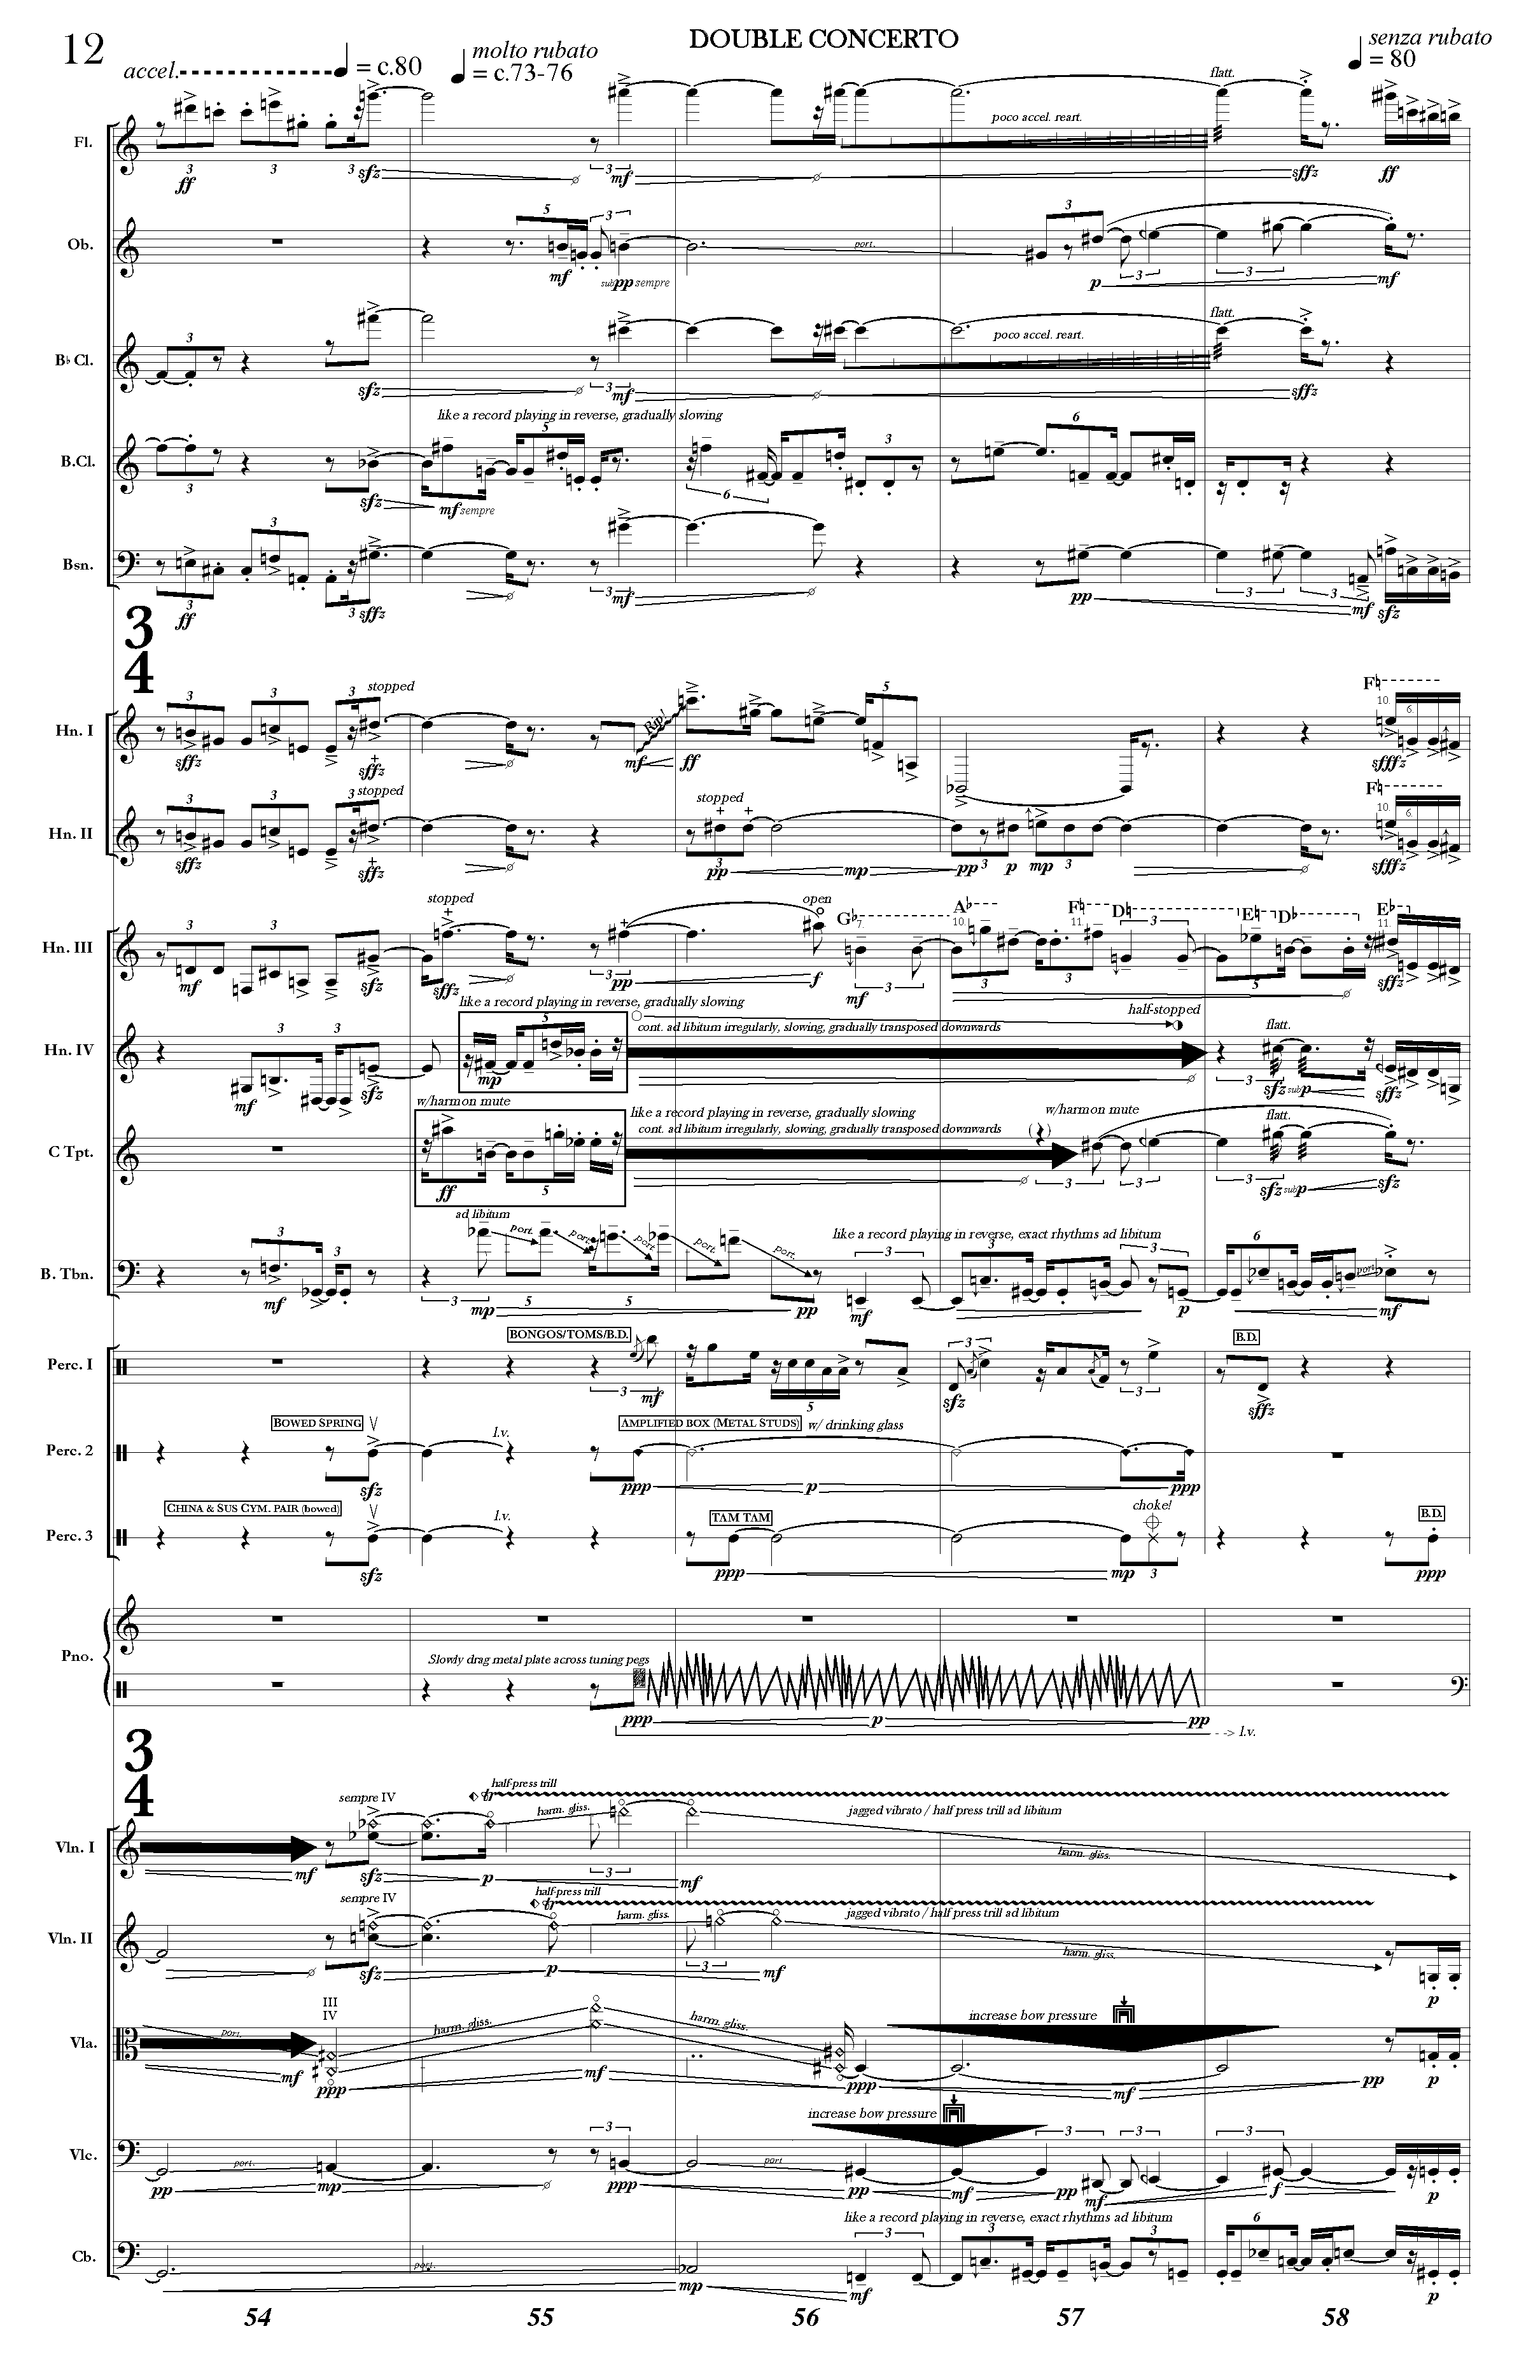 12
DOUBLE CONCERTO
accel. = c.80
molto rubato
= c.73-76
senza rubato
= 80
Fl. 3 3 3
ff sfz mf sffz ff
poco accel. reart.
flatt.
Ob. 5 3 3 3 3
mf sub pp sempre port. p mf
B♭ Cl. 3 3
sfz mf sffz
poco accel. reart.
flatt.
like a record playing in reverse, gradually slowing
B.Cl. 3 5 6 3 6
sfz mf sempre
Bsn. 3 3 3 3 3 3
ff sffz mf pp mf sfz
3
4
stopped
Hn. I 3 3 3 5
sffz sffz mf Rip! ff sfffz
F♮ 10. 6.
stopped
Hn. II 3 3 3 3 3 3
sffz sffz pp mp pp p mp sfffz
stopped
F♮ 10. 6.
stopped open
G♭ 7. A♭ 10. F♮ 11. D♮ E♮ D♭ E♭ 11.
Hn. III 3 3 3 3 3 3 3 5
mf sfz sffz pp f mf sffz
like a record playing in reverse, gradually slowing
cont. ad libitum irregularly, slowing, gradually transposed downwards
half-stopped
flatt.
Hn. IV 3 3 5 3
mf sfz mp sfz sub p sffz
w/harmon mute
like a record playing in reverse, gradually slowing
cont. ad libitum irregularly, slowing, gradually transposed downwards
w/harmon mute
flatt.
C Tpt. 5 3 3 3
ff sfz sub p sfz
ad libitum
port. port. port. port. port.
like a record playing in reverse, exact rhythms ad libitum
B. Tbn. 3 3 3 5 5 3 3 3 6
mf mp pp mf p port. mf
BONGOS/TOMS/B.D.
B.D.
Perc. I 3 5 3 3
mf sfz sffz
BOWED SPRING
l.v.
AMPLIFIED BOX (METAL STUDS) w/ drinking glass
Perc. 2
sfz ppp p ppp
CHINA & SUS CYM. PAIR (bowed)
l.v.
TAM TAM
choke!
B.D.
Perc. 3
sfz ppp mp 3 ppp
Pno.
Slowly drag metal plate across tuning pegs
ppp p pp
l.v.
3
4
half-press trill
sempre IV tr
harm. gliss.
jagged vibrato / half press trill ad libitum
harm. gliss.
Vln. I
mf sfz p 3 mf
sempre IV
half-press trill
tr
harm. gliss.
jagged vibrato / half press trill ad libitum
harm. gliss.
Vln. II
sfz p 3 mf p
III
IV
port. harm. gliss. harm. gliss.
increase bow pressure
Vla.
mf ppp mf ppp mf pp p
increase bow pressure
Vlc. port. 3 port. 3 3 3
pp mp ppp pp mf pp mf f p
like a record playing in reverse, exact rhythms ad libitum
Cb. port. 3 3 3 6
mp mf p
54 55 56 57 58